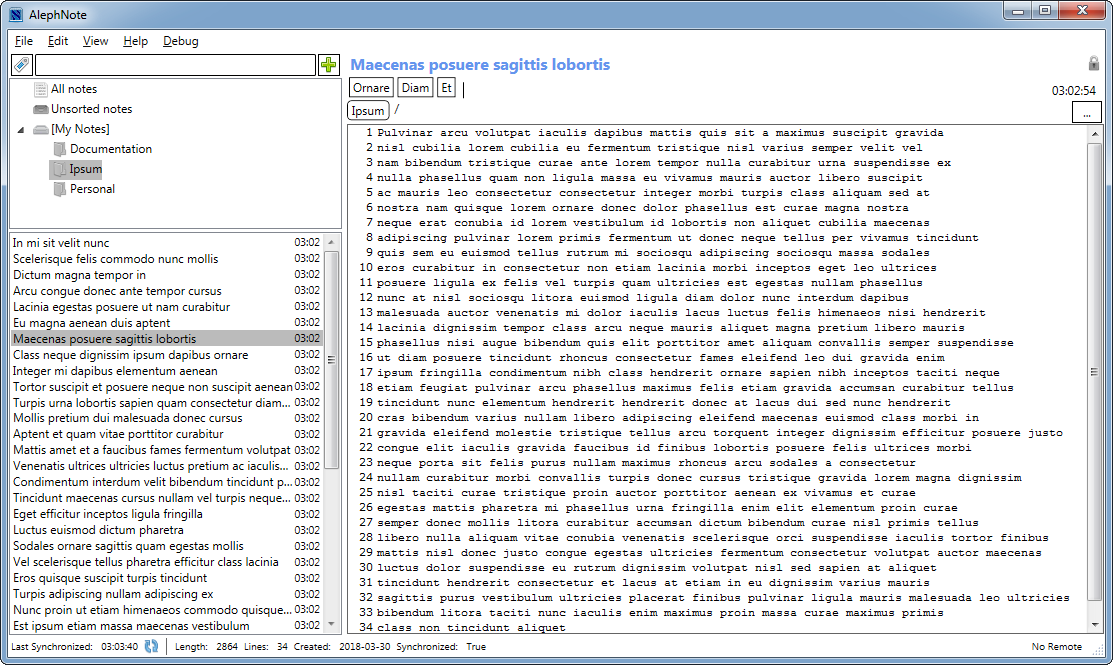 AlephNote
File Edit View Help Debug
All notes
Unsorted notes
[My Notes]
Documentation
Ipsum
Personal
In mi sit velit nunc 03:02
Scelerisque felis commodo nunc mollis 03:02
Dictum magna tempor in 03:02
Arcu congue donec ante tempor cursus 03:02
Lacinia egestas posuere ut nam curabitur 03:02
Eu magna aenean duis aptent 03:02
Maecenas posuere sagittis lobortis 03:02
Class neque dignissim ipsum dapibus ornare 03:02
Integer mi dapibus elementum aenean 03:02
Tortor suscipit et posuere neque non suscipit aenean 03:02
Turpis urna lobortis sapien quam consectetur diam... 03:02
Mollis pretium dui malesuada donec cursus 03:02
Aptent et quam vitae porttitor curabitur 03:02
Mattis amet et a faucibus fames fermentum volutpat 03:02
Venenatis ultrices ultricies luctus pretium ac iaculis... 03:02
Condimentum interdum velit bibendum tincidunt p... 03:02
Tincidunt maecenas cursus nullam vel turpis neque... 03:02
Eget efficitur inceptos ligula fringilla 03:02
Luctus euismod dictum pharetra 03:02
Sodales ornare sagittis quam egestas mollis 03:02
Vel scelerisque tellus pharetra efficitur class lacinia 03:02
Eros quisque suscipit turpis tincidunt 03:02
Turpis adipiscing nullam adipiscing ex 03:02
Nunc proin ut etiam himenaeos commodo quisque... 03:02
Est ipsum etiam massa maecenas vestibulum 03:02
Maecenas posuere sagittis lobortis
Ornare Diam Et
03:02:54
Ipsum /
...
1 Pulvinar arcu volutpat iaculis dapibus mattis quis sit a maximus suscipit gravida
2 nisl cubilia lorem cubilia eu fermentum tristique nisl varius semper velit vel
3 nam bibendum tristique curae ante lorem tempor nulla curabitur urna suspendisse ex
4 nulla phasellus quam non ligula massa eu vivamus mauris auctor libero suscipit
5 ac mauris leo consectetur consectetur integer morbi turpis class aliquam sed at
6 nostra nam quisque lorem ornare donec dolor phasellus est curae magna nostra
7 neque erat conubia id lorem vestibulum id lobortis non aliquet cubilia maecenas
8 adipiscing pulvinar lorem primis fermentum ut donec neque tellus per vivamus tincidunt
9 quis sem eu euismod tellus rutrum mi sociosqu adipiscing sociosqu massa sodales
10 eros curabitur in consectetur non etiam lacinia morbi inceptos eget leo ultrices
11 posuere ligula ex felis vel turpis quam ultricies est egestas nullam phasellus
12 nunc at nisl sociosqu litora euismod ligula diam dolor nunc interdum dapibus
13 malesuada auctor venenatis mi dolor iaculis lacus luctus felis himenaeos nisi hendrerit
14 lacinia dignissim tempor class arcu neque mauris aliquet magna pretium libero mauris
15 phasellus nisi augue bibendum quis elit porttitor amet aliquam convallis semper suspendisse
16 ut diam posuere tincidunt rhoncus consectetur fames eleifend leo dui gravida enim
17 ipsum fringilla condimentum nibh class hendrerit ornare sapien nibh inceptos taciti neque
18 etiam feugiat pulvinar arcu phasellus maximus felis etiam gravida accumsan curabitur tellus
19 tincidunt nunc elementum hendrerit hendrerit donec at lacus dui sed nunc hendrerit
20 cras bibendum varius nullam libero adipiscing eleifend maecenas euismod class morbi in
21 gravida eleifend molestie tristique tellus arcu torquent integer dignissim efficitur posuere justo
22 congue elit iaculis gravida faucibus id finibus lobortis posuere felis ultrices morbi
23 neque porta sit felis purus nullam maximus rhoncus arcu sodales a consectetur
24 nullam curabitur morbi convallis turpis donec cursus tristique gravida lorem magna dignissim
25 nisl taciti curae tristique proin auctor porttitor aenean ex vivamus et curae
26 egestas mattis pharetra mi phasellus urna fringilla enim elit elementum proin curae
27 semper donec mollis litora curabitur accumsan dictum bibendum curae nisl primis tellus
28 libero nulla aliquam vitae conubia venenatis scelerisque orci suspendisse iaculis tortor finibus
29 mattis nisl donec justo congue egestas ultricies fermentum consectetur volutpat auctor maecenas
30 luctus dolor suspendisse eu rutrum dignissim volutpat nisl sed sapien at aliquet
31 tincidunt hendrerit consectetur et lacus at etiam in eu dignissim varius mauris
32 sagittis purus vestibulum ultricies placerat finibus pulvinar ligula mauris malesuada leo ultricies
33 bibendum litora taciti nunc iaculis enim maximus proin massa curae maximus primis
34 class non tincidunt aliquet
Last Synchronized: 03:03:40 Length: 2864 Lines: 34 Created: 2018-03-30 Synchronized: True No Remote